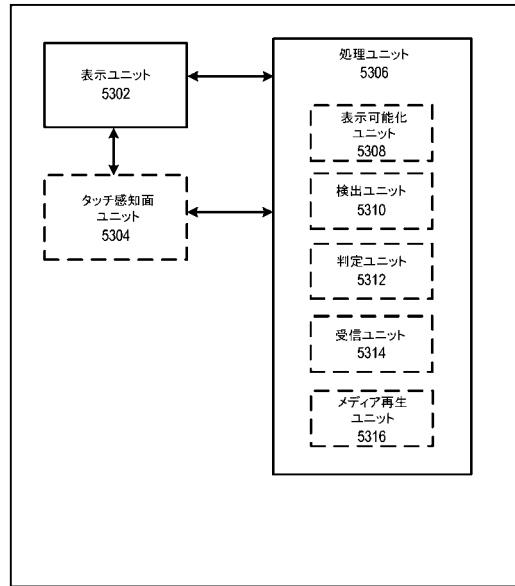 表示ユニット
5302
タッチ感知面
ユニット
5304
処理ユニット
5306
表示可能化
ユニット
5308
検出ユニット
5310
判定ユニット
5312
受信ユニット
5314
メディア再生
ユニット
5316